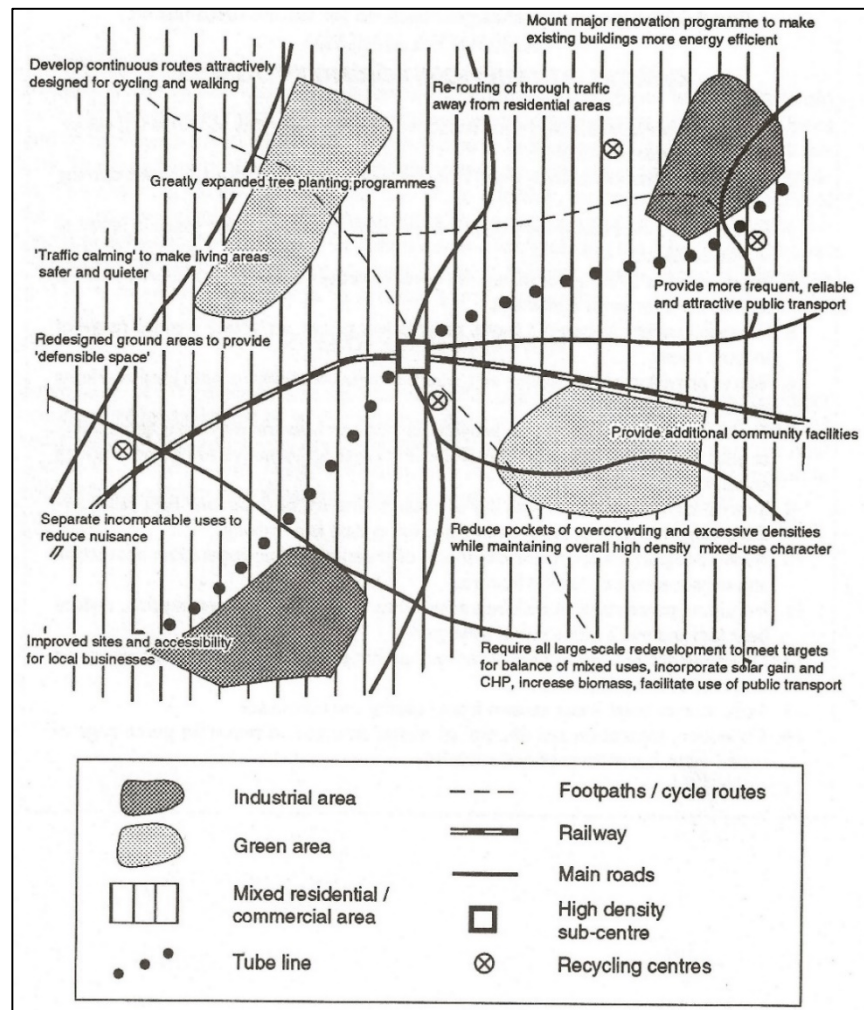 Mount major renovation programme to make
existing buildings more energy efficient
Develop continuous routes attractively
designed for cycling and walking
Re-routing of through traffic
away from residential areas
Greatly expanded tree planting programmes
'Traffic calming' to make living areas
safer and quieter
Provide more frequent, reliable
and attractive public transport
Redesigned ground areas to provide
'defensible space'
Provide additional community facilities
Separate incompatable uses to
reduce nuisance
Reduce pockets of overcrowding and excessive densities
while maintaining overall high density mixed-use character
Improved sites and accessibility
for local businesses
Require all large-scale redevelopment to meet targets
for balance of mixed uses, incorporate solar gain and
CHP, increase biomass, facilitate use of public transport
Industrial area
Green area
Mixed residential /
commercial area
Tube line
Footpaths / cycle routes
Railway
Main roads
High density
sub-centre
Recycling centres